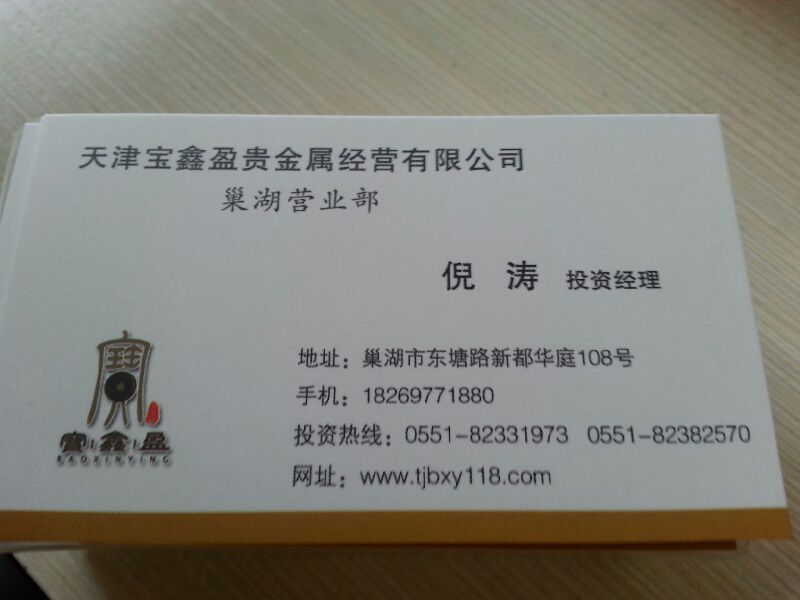 天津宝鑫盈贵金属经营有限公司
巢湖营业部
倪 涛 投资经理
地址：巢湖市东塘路新都华庭108号
手机：18269771880
投资热线：0551-82331973 0551-82382570
网址：www.tjbxy118.com
寶鑫盈
BAOXINYING